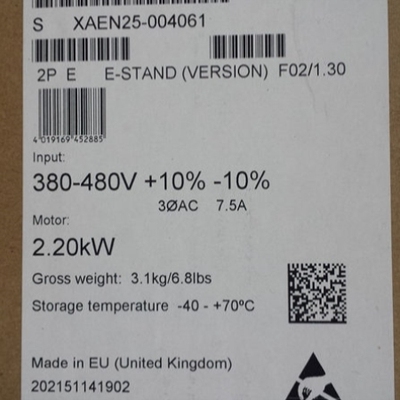 S XAEN25-004061
2P E E-STAND (VERSION) F02/1.30
4 019169 452885
Input:
380-480V +10% -10%
3ØAC 7.5A
Motor:
2.20kW
Gross weight: 3.1kg/6.8lbs
Storage temperature -40 - +70ºC
Made in EU (United Kingdom)
202151141902